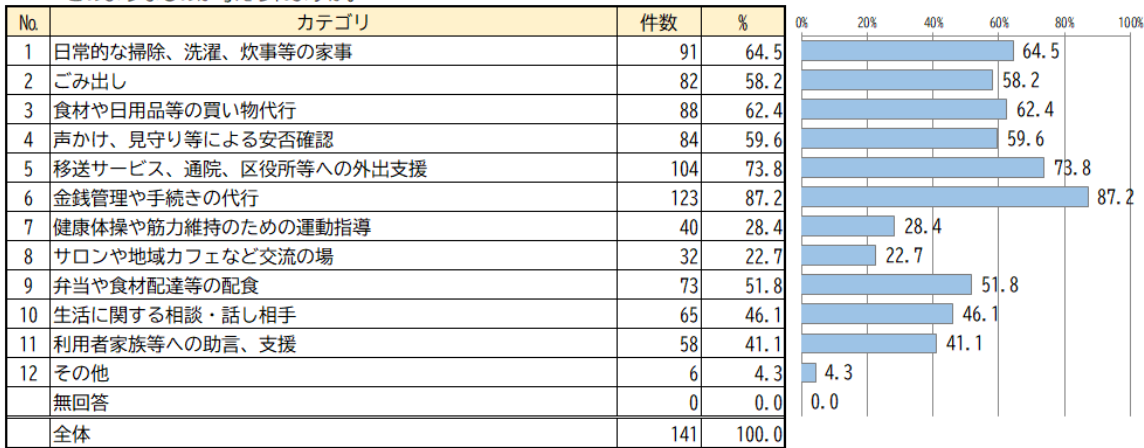 No. カテゴリ 件数 %
1 日常的な掃除、洗濯、炊事等の家事 91 64.5
2 ごみ出し 82 58.2
3 食材や日用品等の買い物代行 88 62.4
4 声かけ、見守り等による安否確認 84 59.6
5 移送サービス、通院、区役所等への外出支援 104 73.8
6 金銭管理や手続きの代行 123 87.2
7 健康体操や筋力維持のための運動指導 40 28.4
8 サロンや地域カフェなど交流の場 32 22.7
9 弁当や食材配達等の配食 73 51.8
10 生活に関する相談・話し相手 65 46.1
11 利用者家族等への助言、支援 58 41.1
12 その他 6 4.3
無回答 0 0.0
全体 141 100.0
0% 20% 40% 60% 80% 100%
64.5
58.2
62.4
59.6
73.8
87.2
28.4
22.7
51.8
46.1
41.1
4.3
0.0